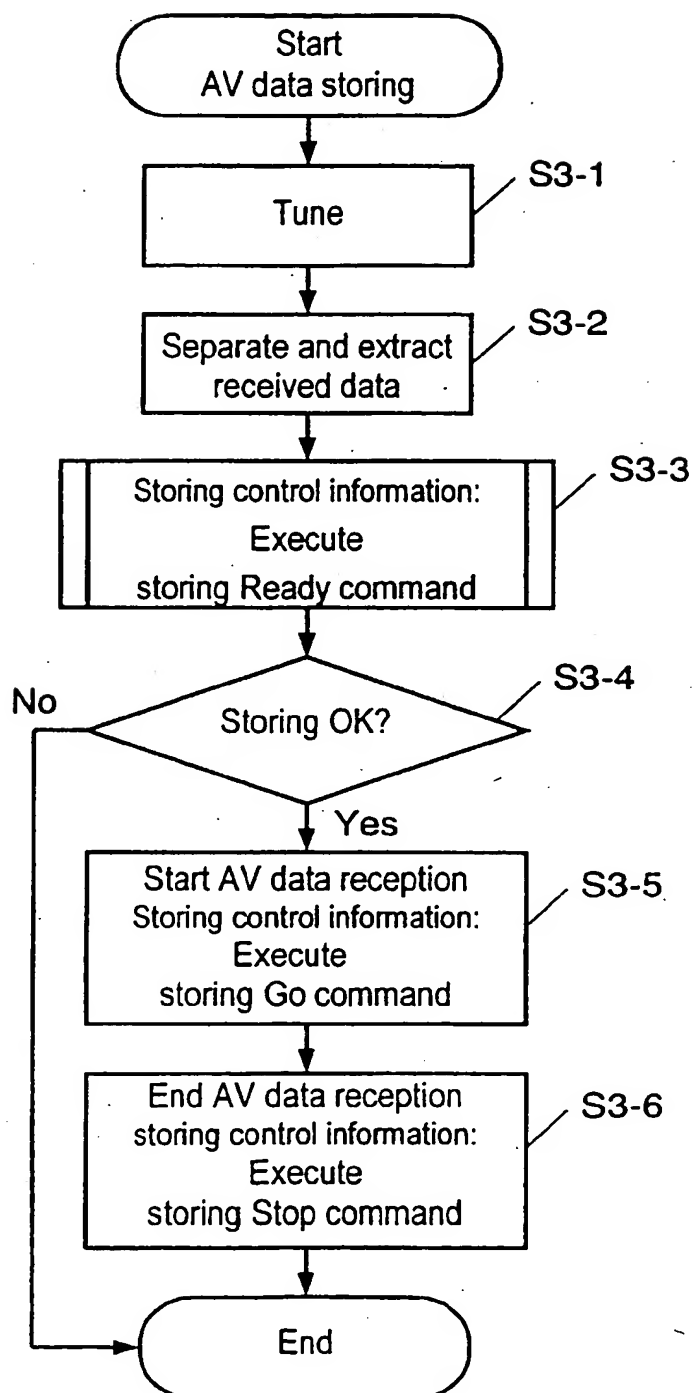 Start
AV data storing
S3-1
Tune
S3-2
Separate and extract
received data
S3-3
Storing control information:
Execute
storing Ready command
S3-4
No
Storing OK?
Yes
Start AV data reception
S3-5
Storing control information:
Execute
storing Go command
End AV data reception
S3-6
storing control information:
Execute
storing Stop command
End